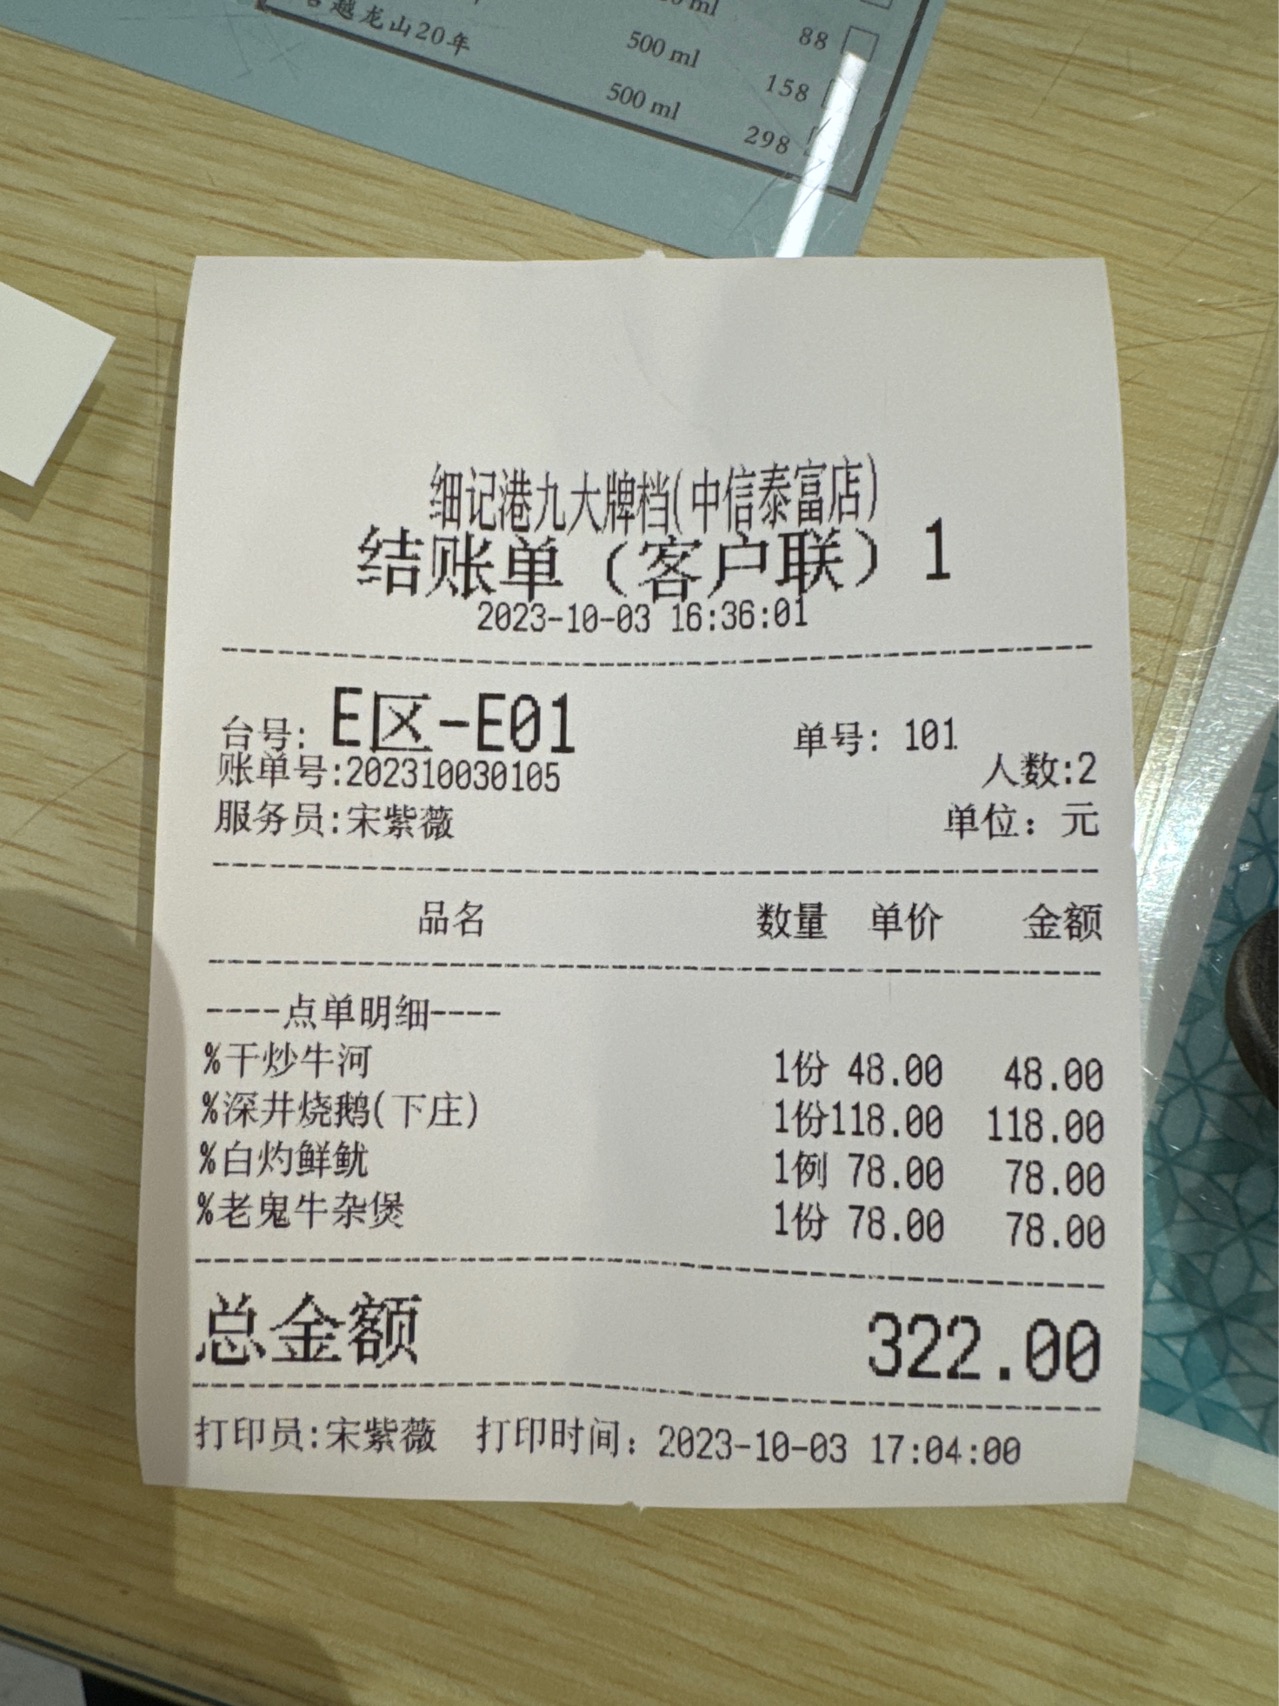 ml
88
越龙山20年
500 ml
158
500 ml
298
细记港九大牌档(中信泰富店)
结账单（客户联）1
2023-10-03 16:36:01
台号: E区-E01 单号: 101
账单号:202310030105 人数:2
服务员:宋紫薇 单位: 元
品名 数量 单价 金额
----点单明细----
%干炒牛河 1份 48.00 48.00
%深井烧鹅(下庄) 1份118.00 118.00
%白灼鲜鱿 1例 78.00 78.00
%老鬼牛杂煲 1份 78.00 78.00
总金额 322.00
打印员:宋紫薇 打印时间: 2023-10-03 17:04:00